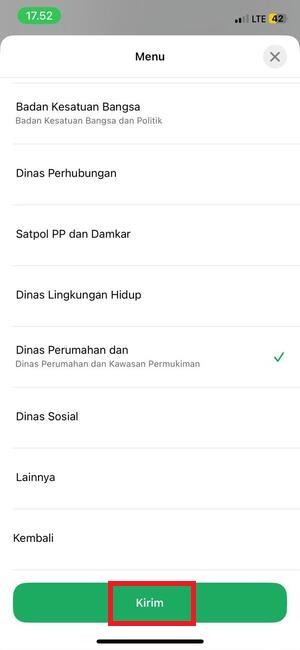 17.52
LTE 42
Menu
Badan Kesatuan Bangsa
Badan Kesatuan Bangsa dan Politik
Dinas Perhubungan
Satpol PP dan Damkar
Dinas Lingkungan Hidup
Dinas Perumahan dan
Dinas Perumahan dan Kawasan Permukiman
Dinas Sosial
Lainnya
Kembali
Kirim